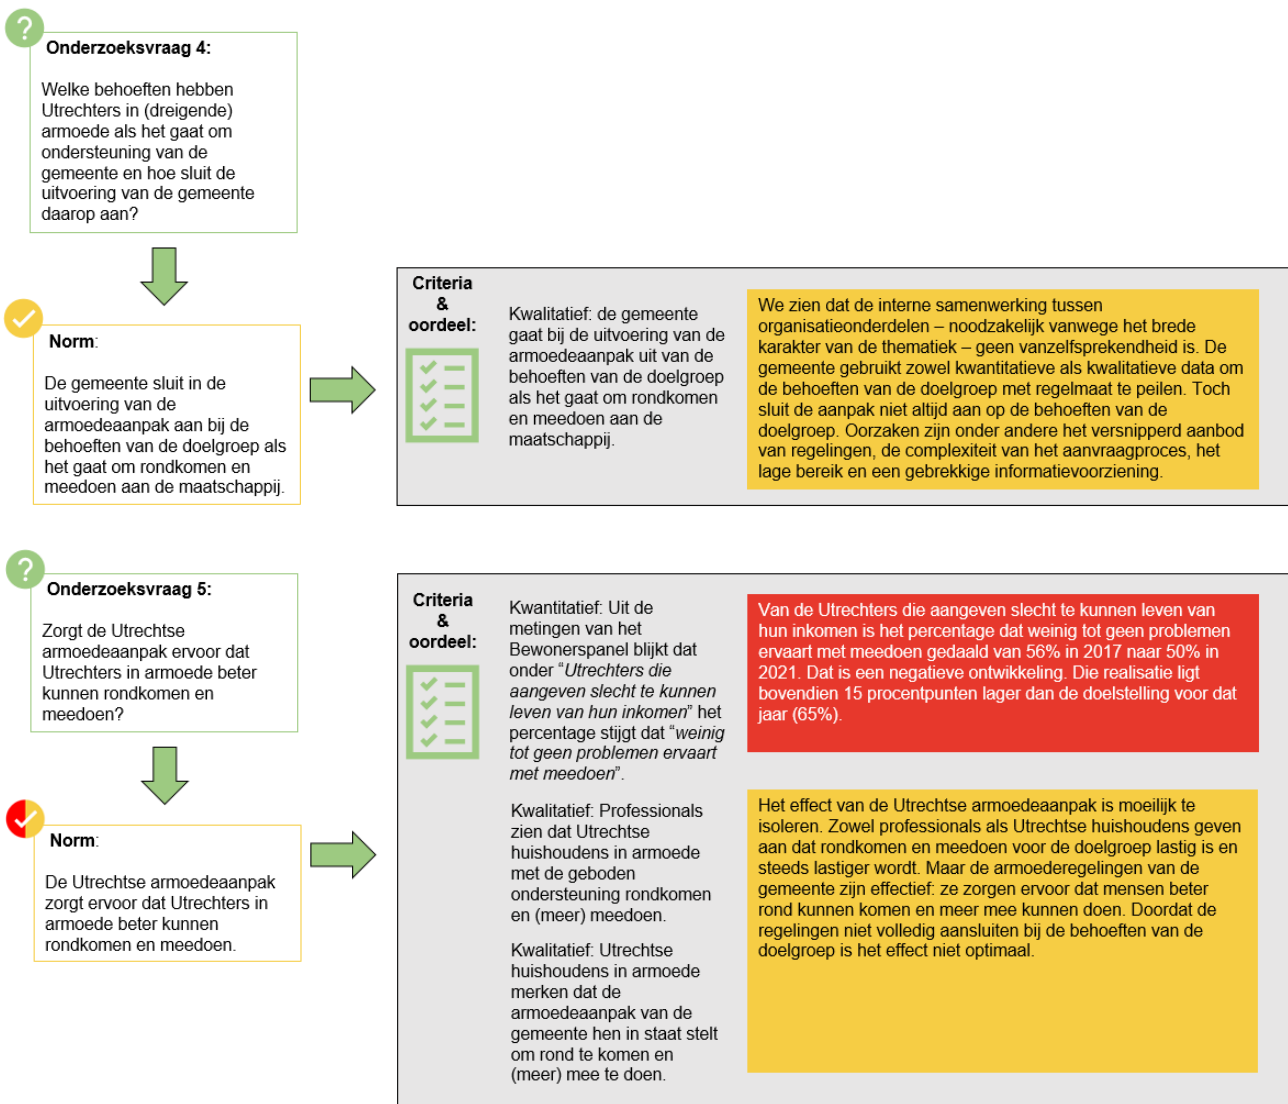 ?
Onderzoeksvraag 4:
Welke behoeften hebben
Utrechters in (dreigende)
armoede als het gaat om
ondersteuning van de
gemeente en hoe sluit de
uitvoering van de gemeente
daarop aan?
Norm:
De gemeente sluit in de
uitvoering van de
armoedeaanpak aan bij de
behoeften van de doelgroep als
het gaat om rondkomen en
meedoen aan de maatschappij.
Criteria
&
oordeel:
Kwalitatief: de gemeente
gaat bij de uitvoering van de
armoedeaanpak uit van de
behoeften van de doelgroep
als het gaat om rondkomen
en meedoen aan de
maatschappij.
We zien dat de interne samenwerking tussen
organisatieonderdelen – noodzakelijk vanwege het brede
karakter van de thematiek – geen vanzelfsprekendheid is. De
gemeente gebruikt zowel kwantitatieve als kwalitatieve data om
de behoeften van de doelgroep met regelmaat te peilen. Toch
sluit de aanpak niet altijd aan op de behoeften van de
doelgroep. Oorzaken zijn onder andere het versnipperd aanbod
van regelingen, de complexiteit van het aanvraagproces, het
lage bereik en een gebrekkige informatievoorziening.
?
Onderzoeksvraag 5:
Zorgt de Utrechtse
armoedeaanpak ervoor dat
Utrechters in armoede beter
kunnen rondkomen en
meedoen?
Norm:
De Utrechtse armoedeaanpak
zorgt ervoor dat Utrechters in
armoede beter kunnen
rondkomen en meedoen.
Criteria
&
oordeel:
Kwantitatief: Uit de
metingen van het
Bewonerspanel blijkt dat
onder “Utrechters die
aangeven slecht te kunnen
leven van hun inkomen” het
percentage stijgt dat “weinig
tot geen problemen ervaart
met meedoen”.
Van de Utrechters die aangeven slecht te kunnen leven van
hun inkomen is het percentage dat weinig tot geen problemen
ervaart met meedoen gedaald van 56% in 2017 naar 50% in
2021. Dat is een negatieve ontwikkeling. Die realisatie ligt
bovendien 15 procentpunten lager dan de doelstelling voor dat
jaar (65%).
Kwalitatief: Professionals
zien dat Utrechtse
huishoudens in armoede
met de geboden
ondersteuning rondkomen
en (meer) meedoen.
Kwalitatief: Utrechtse
huishoudens in armoede
merken dat de
armoedeaanpak van de
gemeente hen in staat stelt
om rond te komen en
(meer) mee te doen.
Het effect van de Utrechtse armoedeaanpak is moeilijk te
isoleren. Zowel professionals als Utrechtse huishoudens geven
aan dat rondkomen en meedoen voor de doelgroep lastig is en
steeds lastiger wordt. Maar de armoederegelingen van de
gemeente zijn effectief: ze zorgen ervoor dat mensen beter
rond kunnen komen en meer mee kunnen doen. Doordat de
regelingen niet volledig aansluiten bij de behoeften van de
doelgroep is het effect niet optimaal.